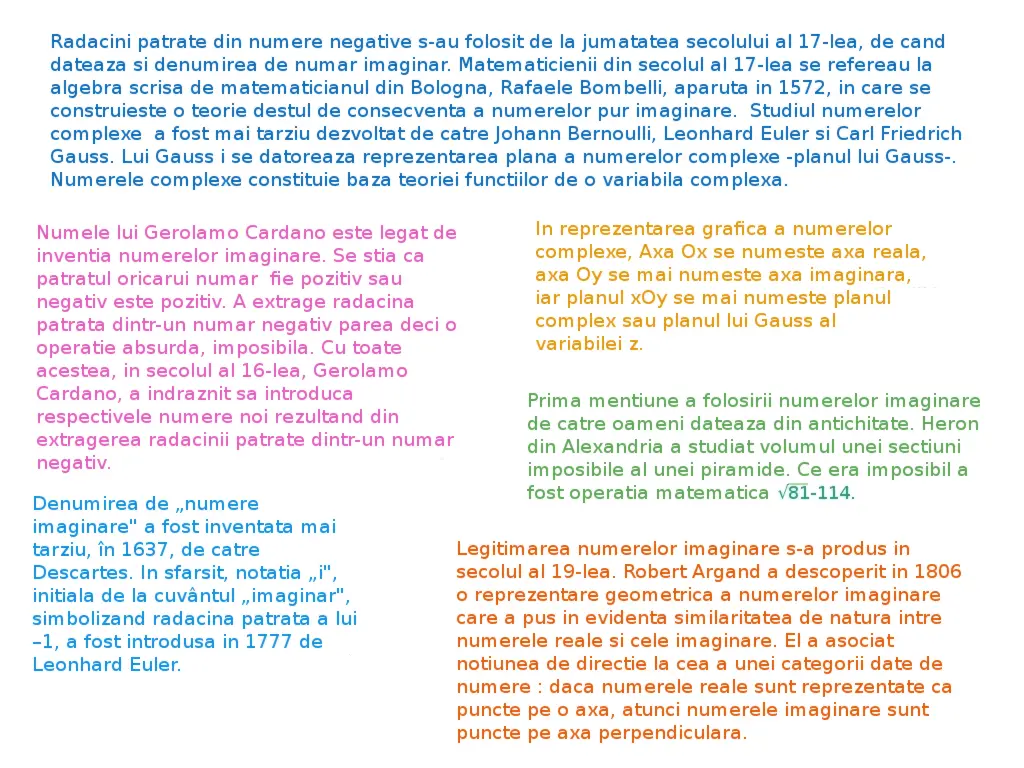 Radacini patrate din numere negative s-au folosit de la jumatatea secolului al 17-lea, de cand
dateaza si denumirea de numar imaginar. Matematicienii din secolul al 17-lea se refereau la
algebra scrisa de matematicianul din Bologna, Rafaele Bombelli, aparuta in 1572, in care se
construieste o teorie destul de consecventa a numerelor pur imaginare.  Studiul numerelor
complexe  a fost mai tarziu dezvoltat de catre Johann Bernoulli, Leonhard Euler si Carl Friedrich
Gauss. Lui Gauss i se datoreaza reprezentarea plana a numerelor complexe -planul lui Gauss-.
Numerele complexe constituie baza teoriei functiilor de o variabila complexa.
Numele lui Gerolamo Cardano este legat de
inventia numerelor imaginare. Se stia ca
patratul oricarui numar  fie pozitiv sau
negativ este pozitiv. A extrage radacina
patrata dintr-un numar negativ parea deci o
operatie absurda, imposibila. Cu toate
acestea, in secolul al 16-lea, Gerolamo
Cardano, a indraznit sa introduca
respectivele numere noi rezultand din
extragerea radacinii patrate dintr-un numar
negativ.
Denumirea de „numere
imaginare" a fost inventata mai
tarziu, în 1637, de catre
Descartes. In sfarsit, notatia „i",
initiala de la cuvântul „imaginar",
simbolizand radacina patrata a lui
–1, a fost introdusa in 1777 de
Leonhard Euler.
In reprezentarea grafica a numerelor
complexe, Axa Ox se numeste axa reala,
axa Oy se mai numeste axa imaginara,
iar planul xOy se mai numeste planul
complex sau planul lui Gauss al
variabilei z.
Prima mentiune a folosirii numerelor imaginare
de catre oameni dateaza din antichitate. Heron
din Alexandria a studiat volumul unei sectiuni
imposibile al unei piramide. Ce era imposibil a
fost operatia matematica √81-114.
Legitimarea numerelor imaginare s-a produs in
secolul al 19-lea. Robert Argand a descoperit in 1806
o reprezentare geometrica a numerelor imaginare
care a pus in evidenta similaritatea de natura intre
numerele reale si cele imaginare. El a asociat
notiunea de directie la cea a unei categorii date de
numere : daca numerele reale sunt reprezentate ca
puncte pe o axa, atunci numerele imaginare sunt
puncte pe axa perpendiculara.